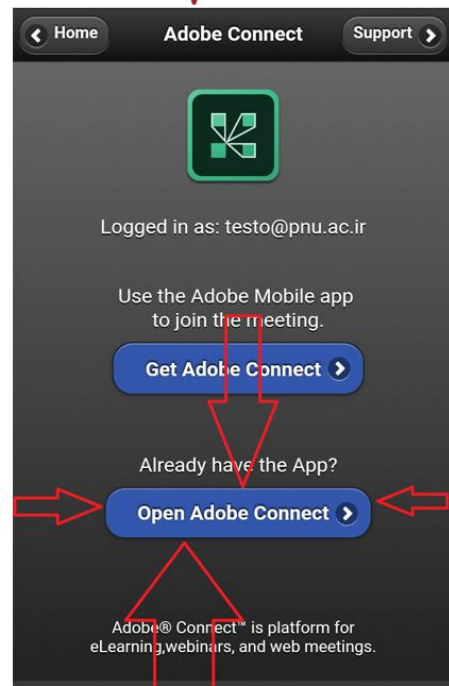 Home
Adobe Connect
Support
Logged in as: testo@pnu.ac.ir
Use the Adobe Mobile app
to join the meeting.
Get Adobe Connect
Already have the App?
Open Adobe Connect
Adobe® Connect™ is platform for
eLearning,webinars, and web meetings.